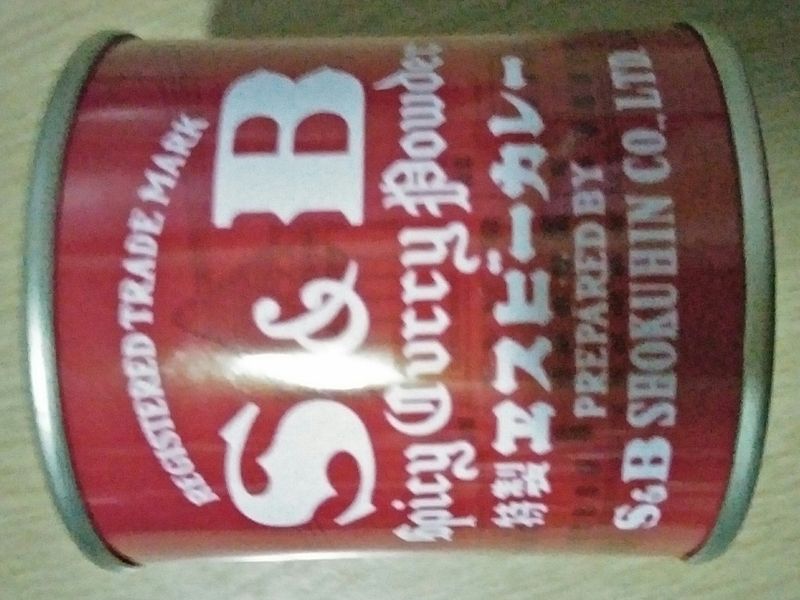 REGISTERED TRADE MARK
S&B
Spicy Curry Powder
特製ヱスビーカレー
PREPARED BY
S&B SHOKUHIN CO., LTD.